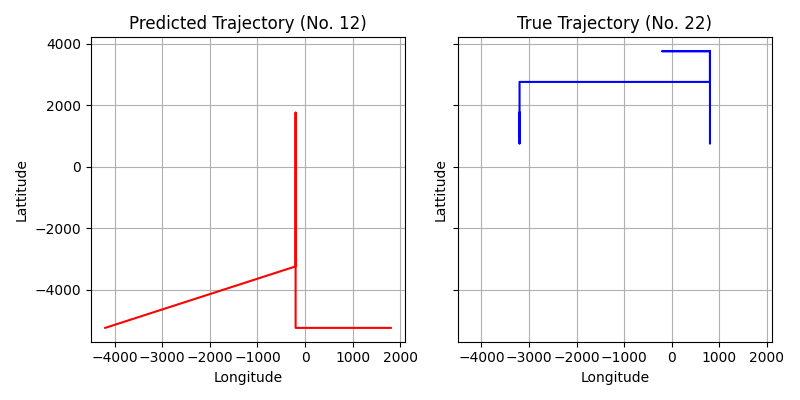 Predicted Trajectory (No. 12)
True Trajectory (No. 22)
4000
2000
0
−2000
−4000
Lattitude
Lattitude
−4000 −3000 −2000 −1000 0 1000 2000
−4000 −3000 −2000 −1000 0 1000 2000
Longitude
Longitude